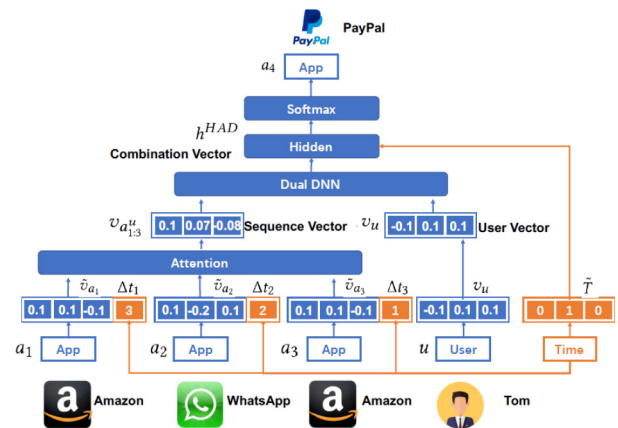 PayPal
PayPal
a₄ App
Softmax
h^{HAD}
Hidden
Combination Vector
Dual DNN
v_{a^u_{1:3}} 0.1 0.07 -0.08 Sequence Vector v_u -0.1 0.1 0.1 User Vector
Attention
ṽ_{a₁} Δt₁ ṽ_{a₂} Δt₂ ṽ_{a₃} Δt₃ v_u T̃
0.1 0.1 -0.1 3 0.1 -0.2 0.1 2 0.1 0.1 -0.1 1 -0.1 0.1 0.1 0 1 0
a₁ App a₂ App a₃ App u User Time
Amazon WhatsApp Amazon Tom